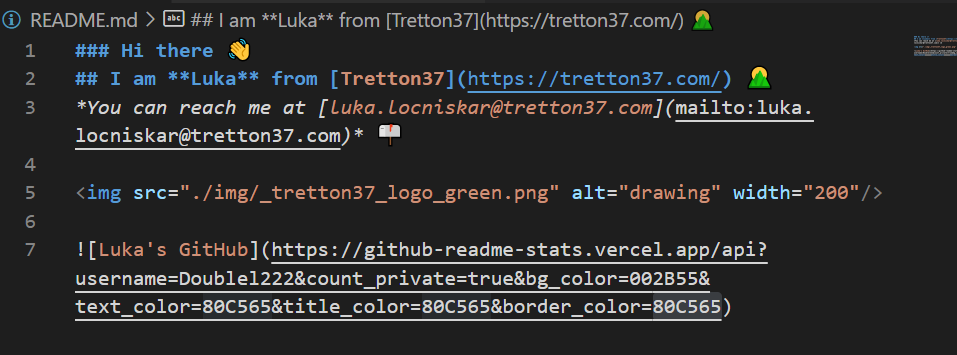 README.md > ## I am **Luka** from [Tretton37](https://tretton37.com/) 🏞️
1 ### Hi there 👋
2 ## I am **Luka** from [Tretton37](https://tretton37.com/) 🏞️
3 *You can reach me at [luka.locniskar@tretton37.com](mailto:luka.
locniskar@tretton37.com)* 📬
4
5 <img src="./img/_tretton37_logo_green.png" alt="drawing" width="200"/>
6
7 ![Luka's GitHub](https://github-readme-stats.vercel.app/api?
username=Doublel222&count_private=true&bg_color=002B55&
text_color=80C565&title_color=80C565&border_color=80C565)